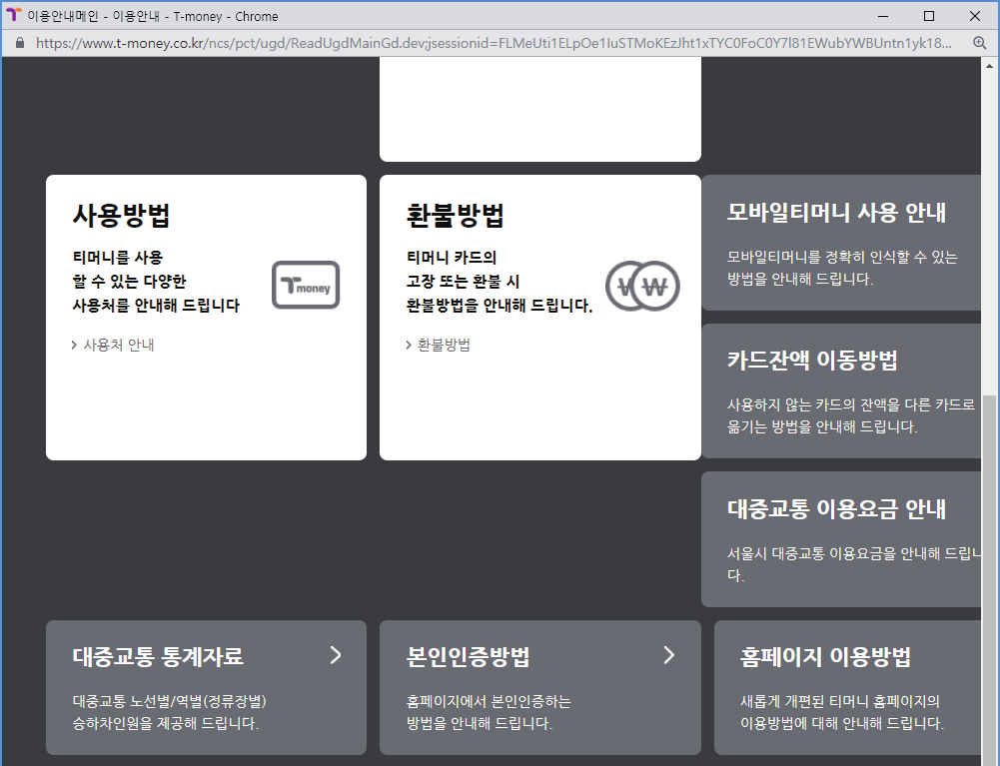 이용안내메인 - 이용안내 - T-money - Chrome
https://www.t-money.co.kr/ncs/pct/ugd/ReadUgdMainGd.dev;jsessionid=FLMeUti1ELpOe1IuSTMoKEzJht1xTYC0FoC0Y7l81EWubYWBUntn1yk18...
사용방법
티머니를 사용
할 수 있는 다양한
사용처를 안내해 드립니다
Tmoney
> 사용처 안내
환불방법
티머니 카드의
고장 또는 환불 시
환불방법을 안내해 드립니다.
> 환불방법
모바일티머니 사용 안내
모바일티머니를 정확히 인식할 수 있는
방법을 안내해 드립니다.
카드잔액 이동방법
사용하지 않는 카드의 잔액을 다른 카드로
옮기는 방법을 안내해 드립니다.
대중교통 이용요금 안내
서울시 대중교통 이용요금을 안내해 드립니
다.
대중교통 통계자료
대중교통 노선별/역별(정류장별)
승하차인원을 제공해 드립니다.
본인인증방법
홈페이지에서 본인인증하는
방법을 안내해 드립니다.
홈페이지 이용방법
새롭게 개편된 티머니 홈페이지의
이용방법에 대해 안내해 드립니다.